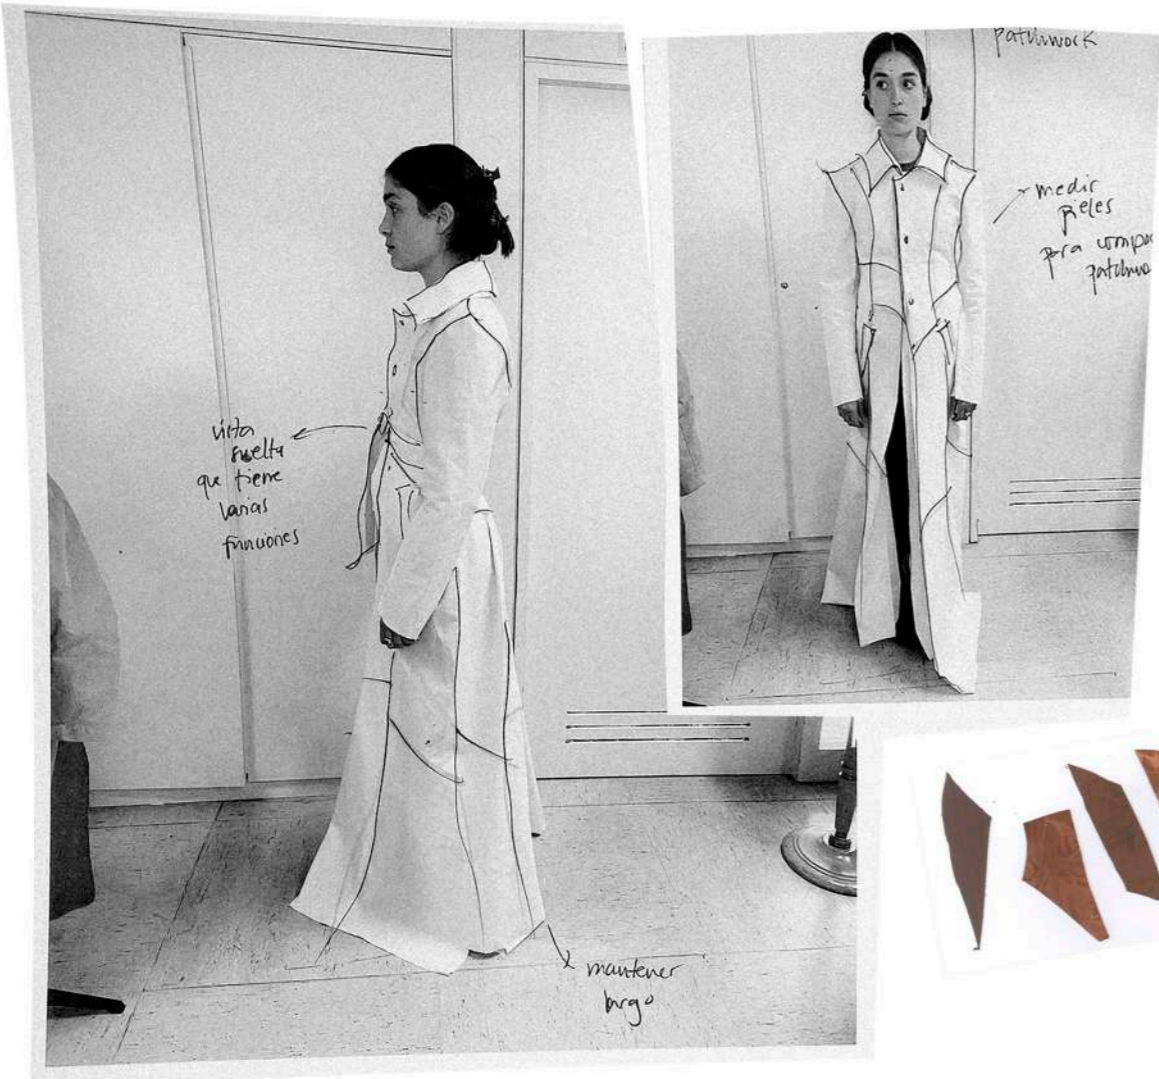 patchwork
medir
pieles
para
vista
suelta
que tiene
varias
funciones
mantener
largo